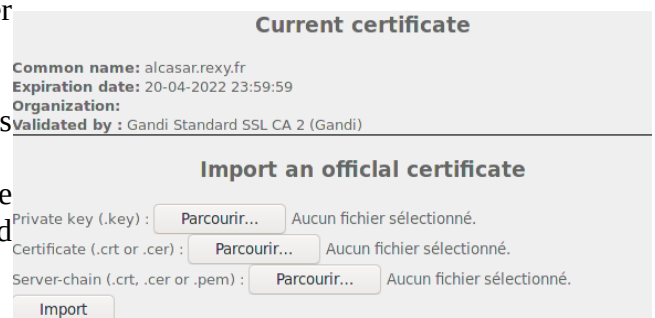 er
Current certificate
Common name: alcasar.rexy.fr
Expiration date: 20-04-2022 23:59:59
Organization:
s
Validated by : Gandi Standard SSL CA 2 (Gandi)
Import an officlal certificate
e
Private key (.key) : Parcourir... Aucun fichier sélectionné.
d
Certificate (.crt or .cer) : Parcourir... Aucun fichier sélectionné.
Server-chain (.crt, .cer or .pem) : Parcourir... Aucun fichier sélectionné.
Import